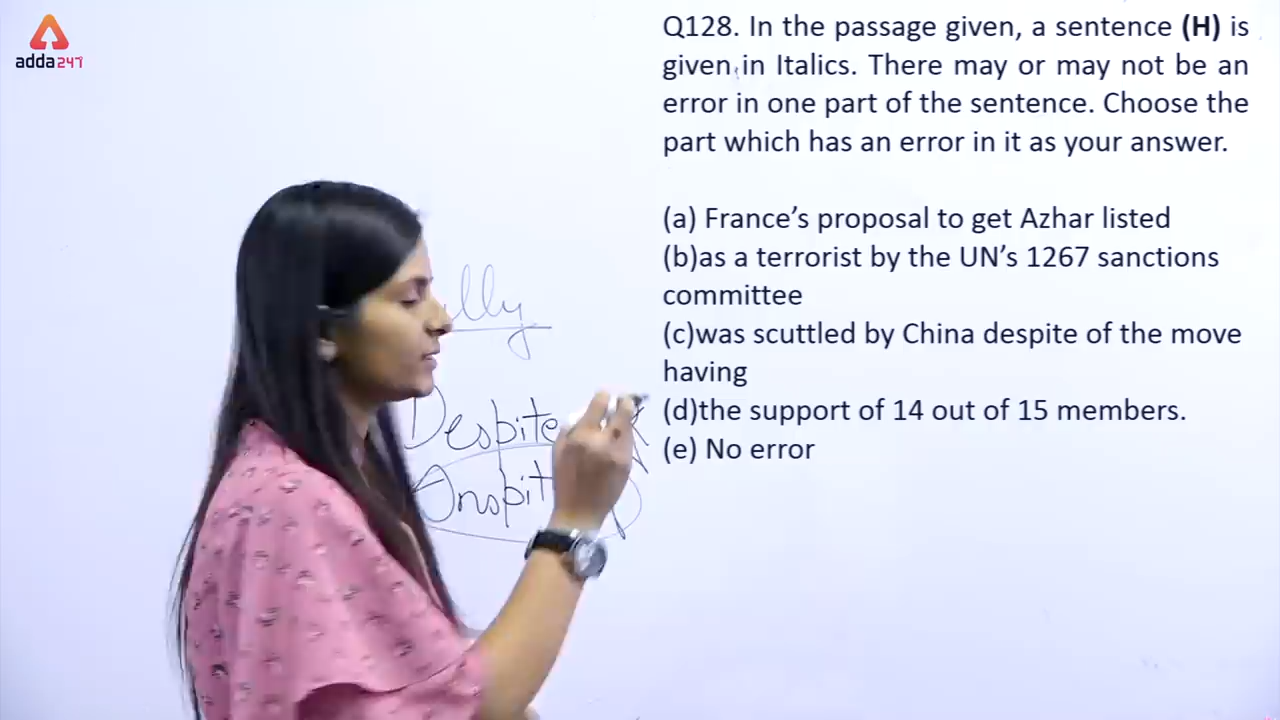 adda247
Q128. In the passage given, a sentence (H) is
given in Italics. There may or may not be an
error in one part of the sentence. Choose the
part which has an error in it as your answer.
(a) France’s proposal to get Azhar listed
(b)as a terrorist by the UN’s 1267 sanctions
committee
(c)was scuttled by China despite of the move
having
(d)the support of 14 out of 15 members.
(e) No error
Despite